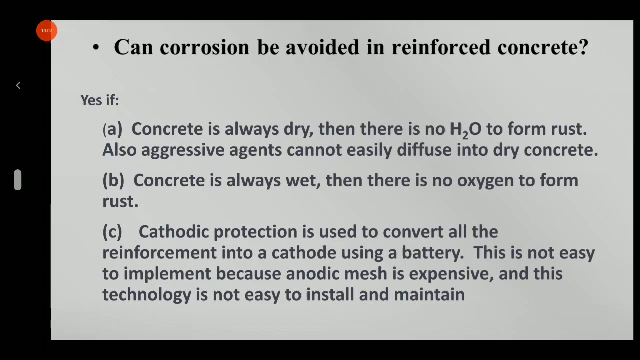 • Can corrosion be avoided in reinforced concrete?
Yes if:
(a) Concrete is always dry, then there is no H₂O to form rust.
Also aggressive agents cannot easily diffuse into dry concrete.
(b) Concrete is always wet, then there is no oxygen to form
rust.
(c) Cathodic protection is used to convert all the
reinforcement into a cathode using a battery. This is not easy
to implement because anodic mesh is expensive, and this
technology is not easy to install and maintain